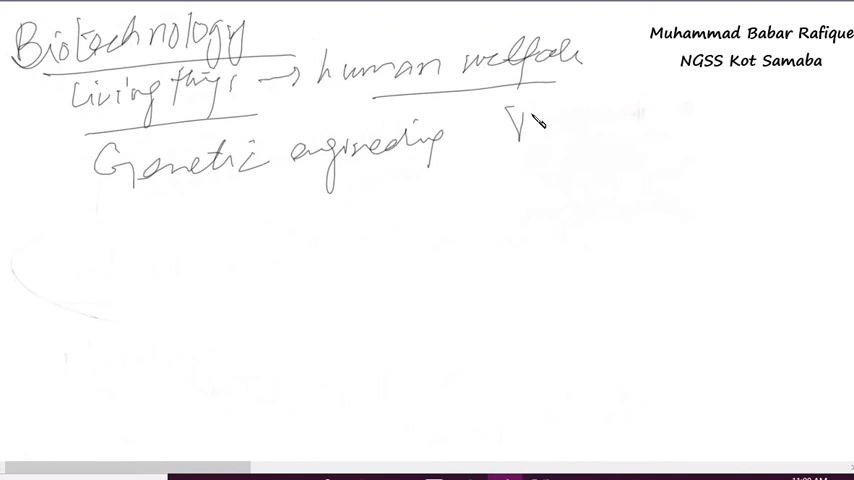 Biotechnology
Muhammad Babar Rafique
NGSS Kot Samaba
Living things → human welfare
Genetic engineering